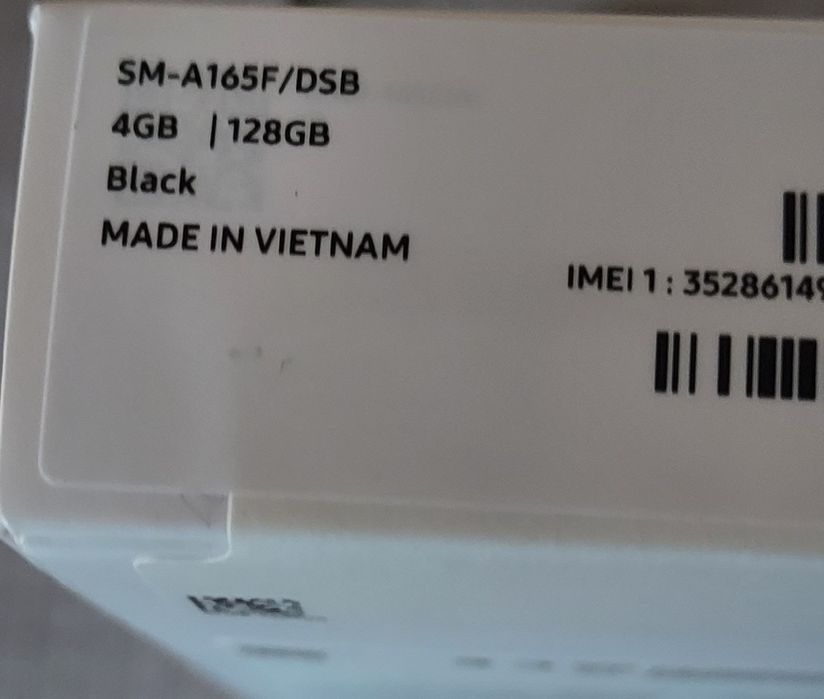 SM-A165F/DSB
4GB | 128GB
Black
MADE IN VIETNAM
IMEI 1 : 35286149